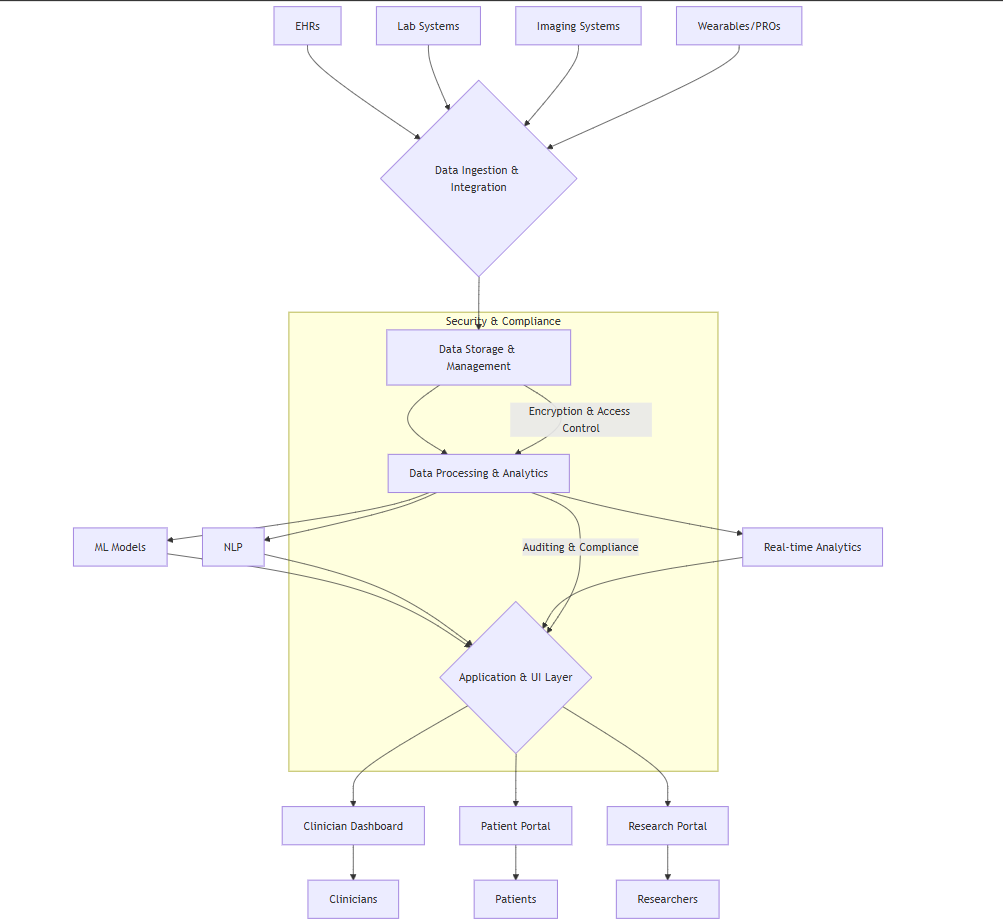 EHRs
Lab Systems
Imaging Systems
Wearables/PROs
Data Ingestion &
Integration
Security & Compliance
Data Storage &
Management
Encryption & Access
Control
Data Processing & Analytics
ML Models
NLP
Auditing & Compliance
Real-time Analytics
Application & UI Layer
Clinician Dashboard
Patient Portal
Research Portal
Clinicians
Patients
Researchers